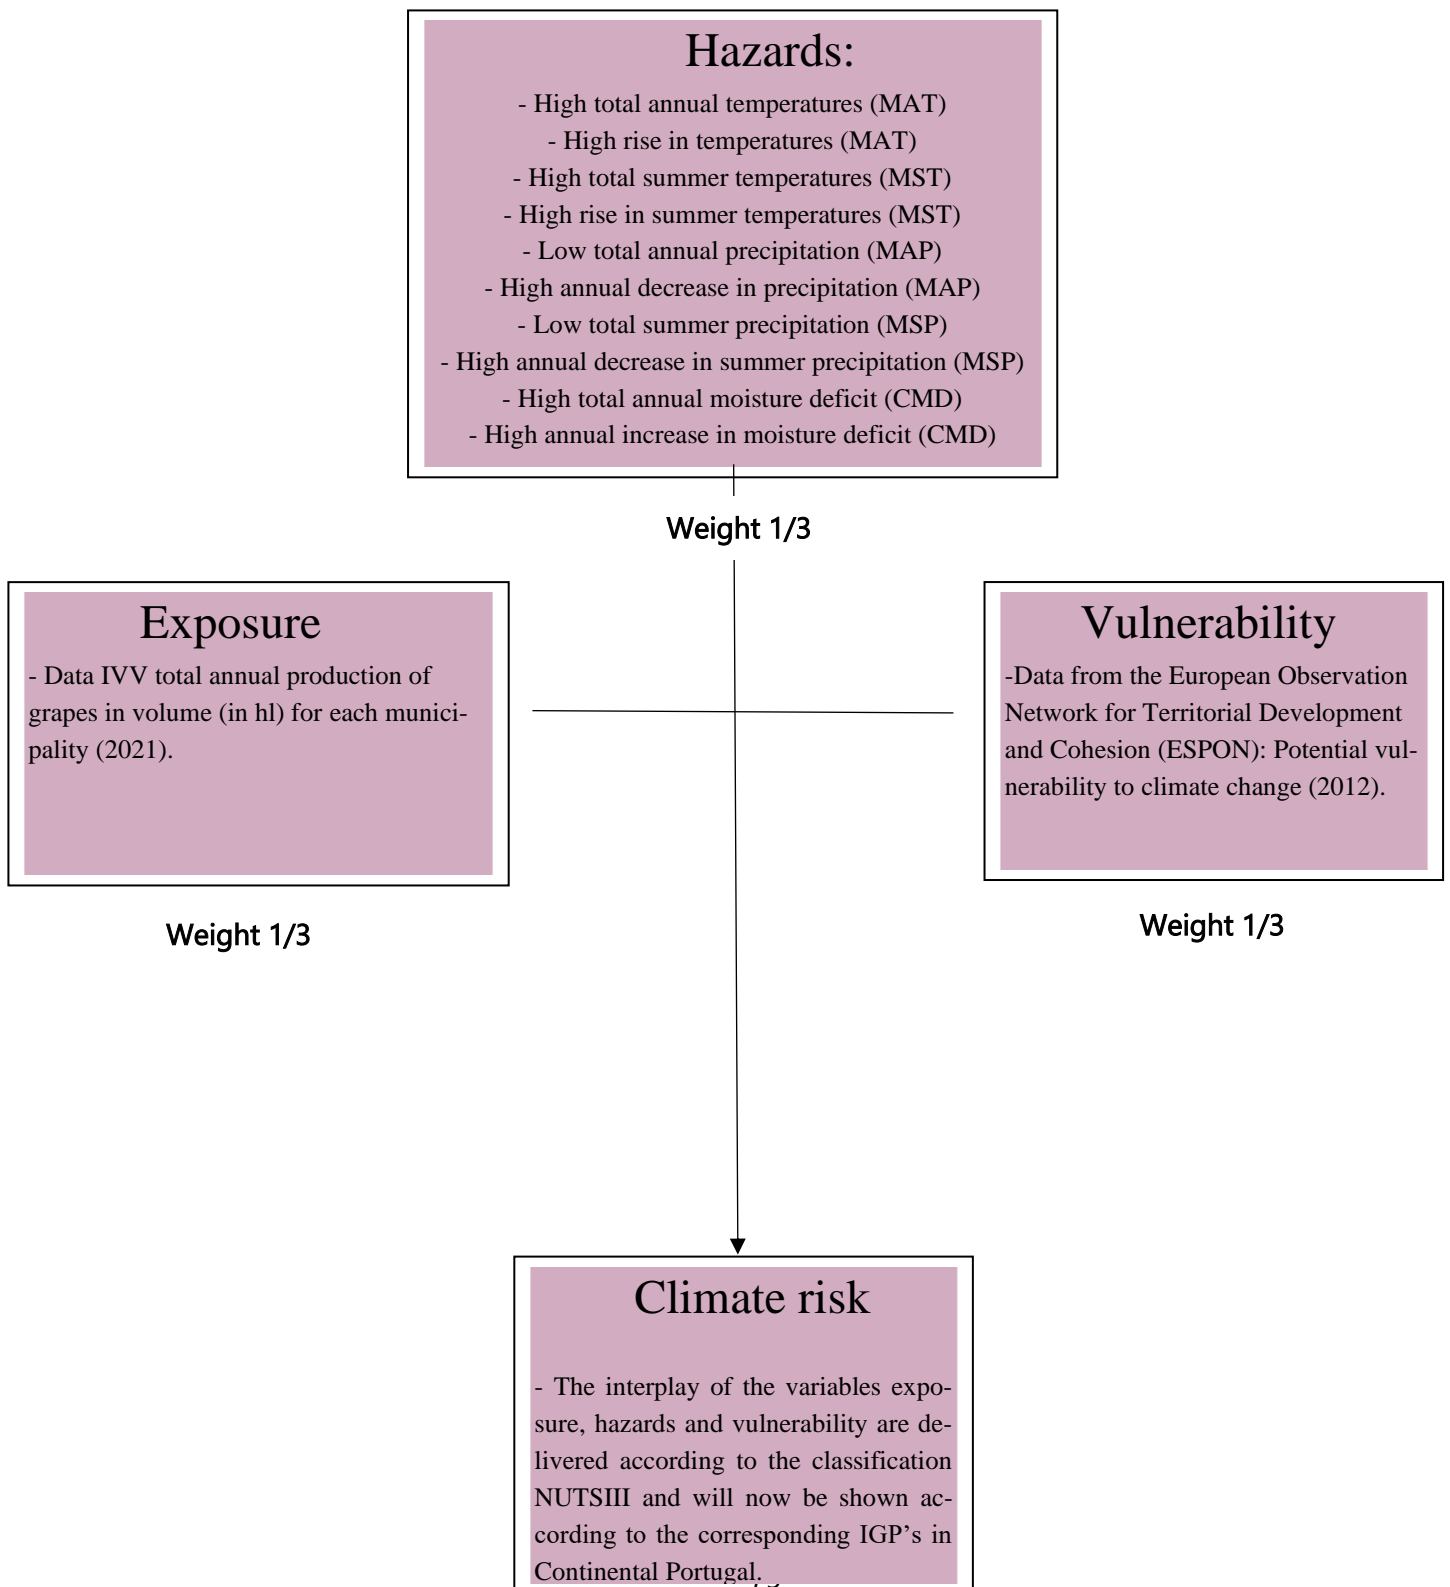 Hazards:
- High total annual temperatures (MAT)
- High rise in temperatures (MAT)
- High total summer temperatures (MST)
- High rise in summer temperatures (MST)
- Low total annual precipitation (MAP)
- High annual decrease in precipitation (MAP)
- Low total summer precipitation (MSP)
- High annual decrease in summer precipitation (MSP)
- High total annual moisture deficit (CMD)
- High annual increase in moisture deficit (CMD)
Weight 1/3
Exposure
- Data IVV total annual production of
grapes in volume (in hl) for each munici-
pality (2021).
Weight 1/3
Vulnerability
-Data from the European Observation
Network for Territorial Development
and Cohesion (ESPON): Potential vul-
nerability to climate change (2012).
Weight 1/3
Climate risk
- The interplay of the variables expo-
sure, hazards and vulnerability are de-
livered according to the classification
NUTSIII and will now be shown ac-
cording to the corresponding IGP’s in
Continental Portugal.